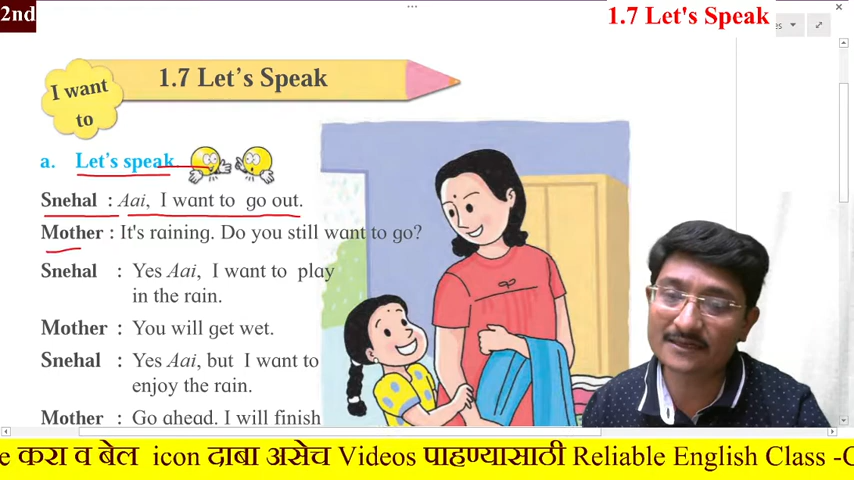 2nd
1.7 Let's Speak
es
1.7 Let's Speak
I want
to
a. Let's speak
Snehal : Aai, I want to go out.
Mother : It's raining. Do you still want to go?
Snehal : Yes Aai, I want to play
in the rain.
Mother : You will get wet.
Snehal : Yes Aai, but I want to
enjoy the rain.
Mother : Go ahead. I will finish
e करा व बेल icon दाबा असेच Videos पाहण्यासाठी Reliable English Class -C